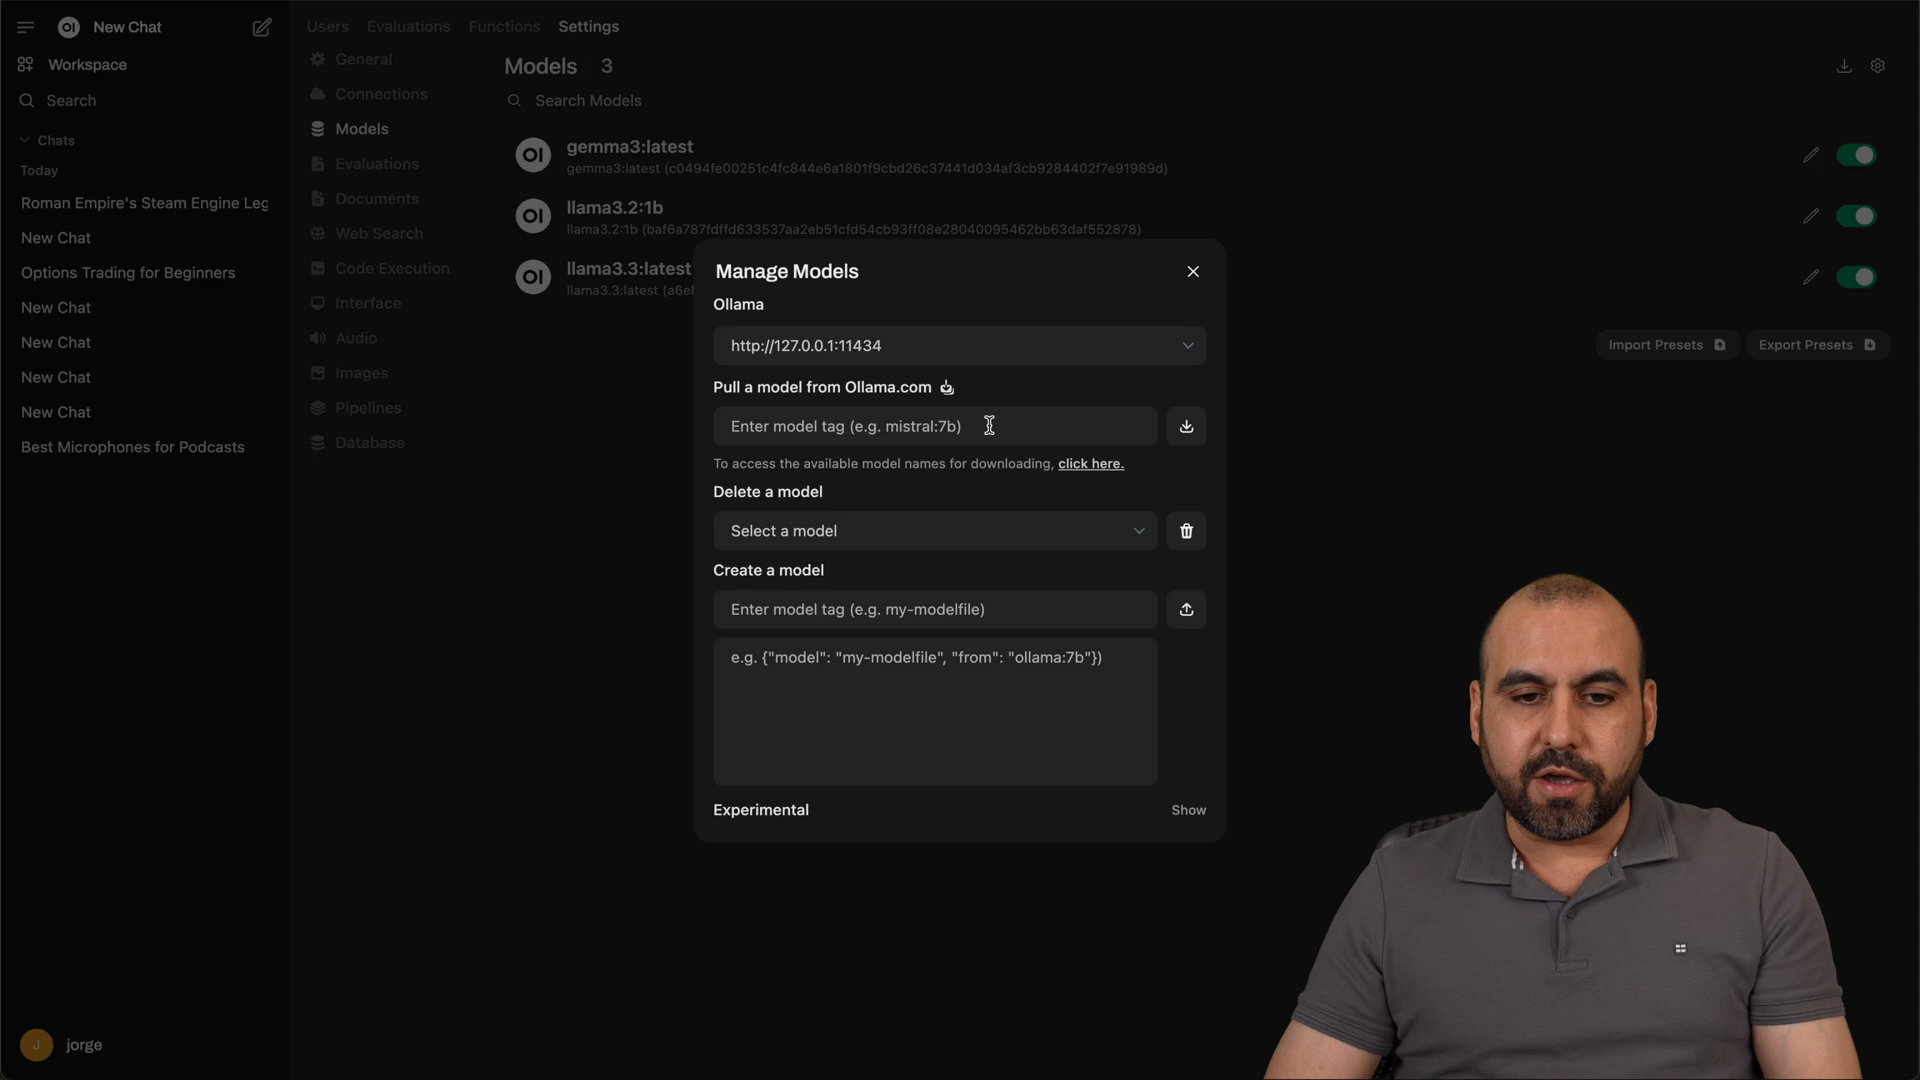 OI New Chat
Workspace
Search
Chats
Today
Roman Empire's Steam Engine Leg
New Chat
Options Trading for Beginners
New Chat
New Chat
New Chat
New Chat
Best Microphones for Podcasts
J jorge
Users Evaluations Functions Settings
General
Connections
Models
Evaluations
Documents
Web Search
Code Execution
Interface
Audio
Images
Pipelines
Database
Models 3
Search Models
OI gemma3:latest
gemma3:latest (c0494fe00251c4fc844e6a1801f9cbd26c37441d034af3cb9284402f7e91989d)
OI llama3.2:1b
llama3.2:1b (baf6a787fdffd633537aa2eb51cfd54cb93ff08e28040095462bb63daf552878)
OI llama3.3:latest
llama3.3:latest (a6el
Import Presets Export Presets
Manage Models
Ollama
http://127.0.0.1:11434
Pull a model from Ollama.com
Enter model tag (e.g. mistral:7b)
To access the available model names for downloading, click here.
Delete a model
Select a model
Create a model
Enter model tag (e.g. my-modelfile)
e.g. {"model": "my-modelfile", "from": "ollama:7b"})
Experimental Show